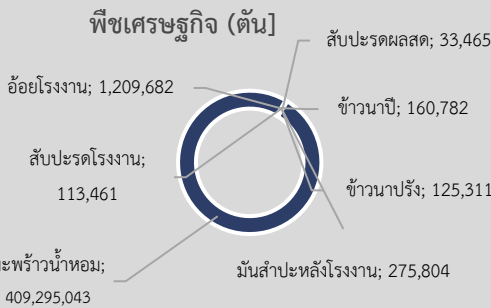 พืชเศรษฐกิจ (ตัน]
สับปะรดผลสด; 33,465
อ้อยโรงงาน; 1,209,682
ข้าวนาปี; 160,782
สับปะรดโรงงาน;
113,461
ข้าวนาปรัง; 125,311
มะพร้าวน้ำหอม;
409,295,043
มันสำปะหลังโรงงาน; 275,804